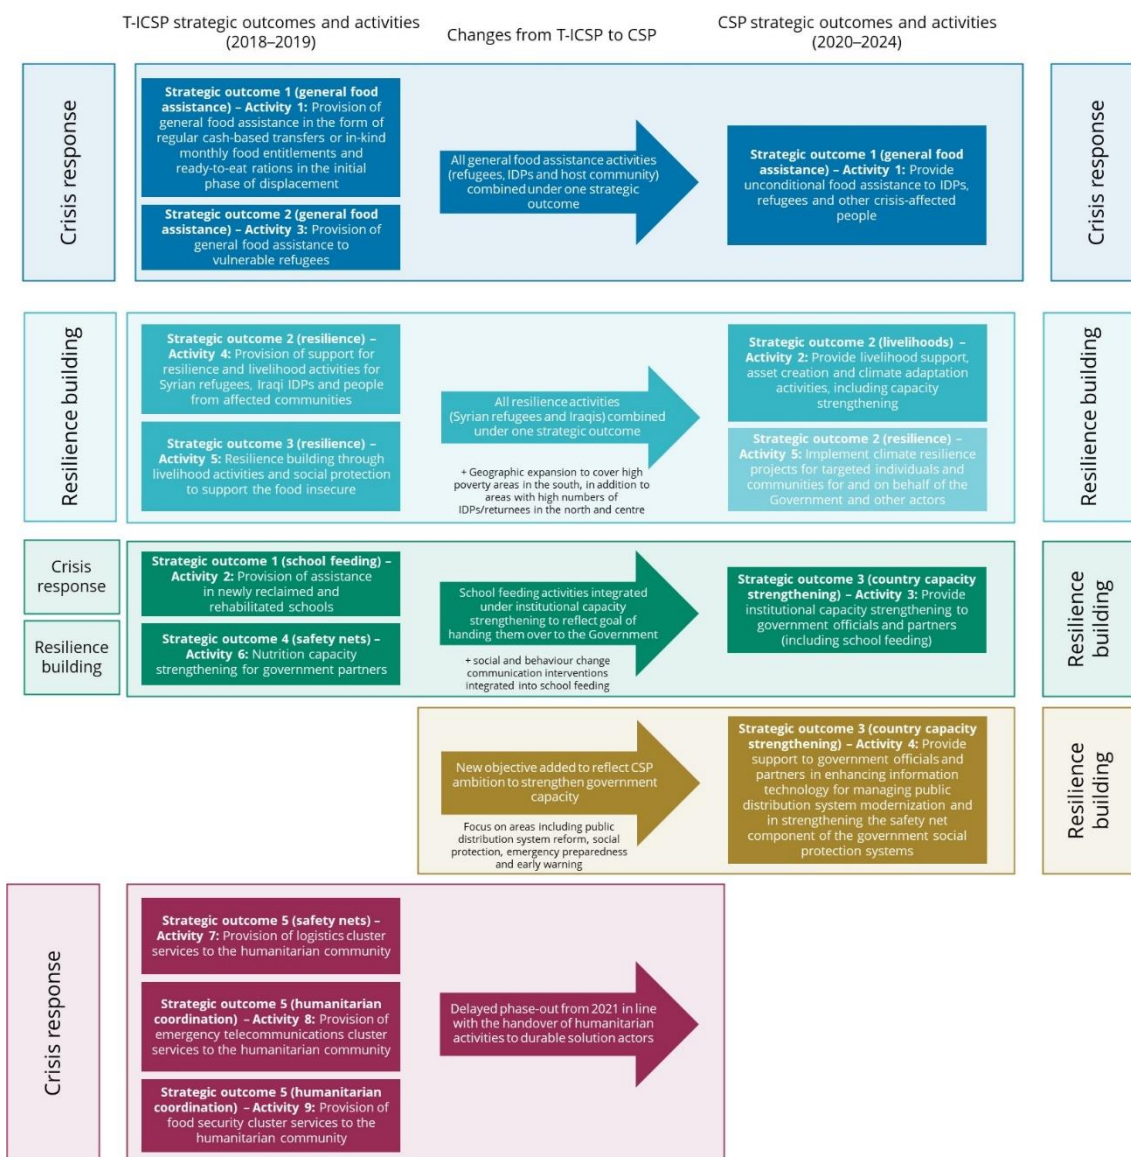 T-ICSP strategic outcomes and activities
(2018–2019)
Changes from T-ICSP to CSP
CSP strategic outcomes and activities
(2020–2024)
Crisis response
Strategic outcome 1 (general food
assistance) – Activity 1: Provision of
general food assistance in the form of
regular cash-based transfers or in-kind
monthly food entitlements and
ready-to-eat rations in the initial
phase of displacement
Strategic outcome 2 (general food
assistance) – Activity 3: Provision of
general food assistance to
vulnerable refugees
All general food assistance activities
(refugees, IDPs and host community)
combined under one strategic
outcome
Strategic outcome 1 (general food
assistance) – Activity 1: Provide
unconditional food assistance to IDPs,
refugees and other crisis-affected
people
Crisis response
Resilience building
Strategic outcome 2 (resilience) –
Activity 4: Provision of support for
resilience and livelihood activities for
Syrian refugees, Iraqi IDPs and people
from affected communities
Strategic outcome 3 (resilience) –
Activity 5: Resilience building through
livelihood activities and social protection
to support the food insecure
All resilience activities
(Syrian refugees and Iraqis) combined
under one strategic outcome
+ Geographic expansion to cover high
poverty areas in the south, in addition to
areas with high numbers of
IDPs/returnees in the north and centre
Strategic outcome 2 (livelihoods) –
Activity 2: Provide livelihood support,
asset creation and climate adaptation
activities, including capacity
strengthening
Strategic outcome 2 (resilience) –
Activity 5: Implement climate resilience
projects for targeted individuals and
communities for and on behalf of the
Government and other actors
Resilience building
Crisis
response
Resilience
building
Strategic outcome 1 (school feeding) –
Activity 2: Provision of assistance
in newly reclaimed and
rehabilitated schools
Strategic outcome 4 (safety nets) –
Activity 6: Nutrition capacity
strengthening for government partners
School feeding activities integrated
under institutional capacity
strengthening to reflect goal of
handing them over to the Government
+ social and behaviour change
communication interventions
integrated into school feeding
Strategic outcome 3 (country capacity
strengthening) – Activity 3: Provide
institutional capacity strengthening to
government officials and partners
(including school feeding)
Resilience
building
New objective added to reflect CSP
ambition to strengthen government
capacity
Focus on areas including public
distribution system reform, social
protection, emergency preparedness
and early warning
Strategic outcome 3 (country capacity
strengthening) – Activity 4: Provide
support to government officials and
partners in enhancing information
technology for managing public
distribution system modernization and
in strengthening the safety net
component of the government social
protection systems
Resilience
building
Crisis response
Strategic outcome 5 (safety nets) –
Activity 7: Provision of logistics cluster
services to the humanitarian community
Strategic outcome 5 (humanitarian
coordination) – Activity 8: Provision of
emergency telecommunications cluster
services to the humanitarian community
Strategic outcome 5 (humanitarian
coordination) – Activity 9: Provision of
food security cluster services to the
humanitarian community
Delayed phase-out from 2021 in line
with the handover of humanitarian
activities to durable solution actors